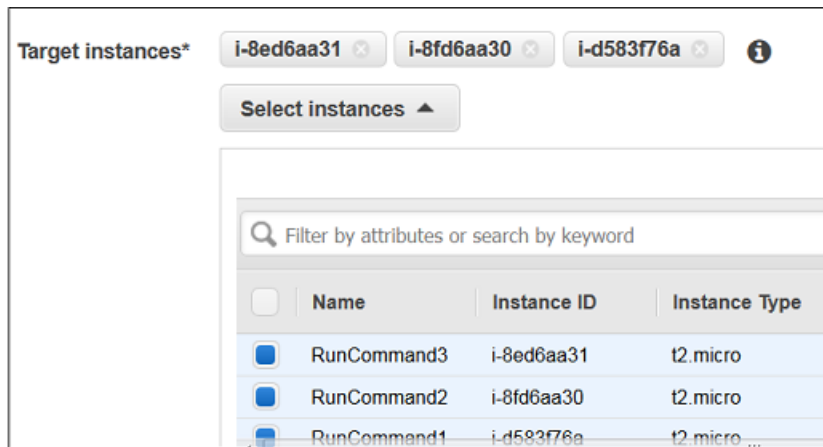 Target instances* i-8ed6aa31 i-8fd6aa30 i-d583f76a
Select instances
Filter by attributes or search by keyword
Name Instance ID Instance Type
RunCommand3 i-8ed6aa31 t2.micro
RunCommand2 i-8fd6aa30 t2.micro
RunCommand1 i-d583f76a t2.micro